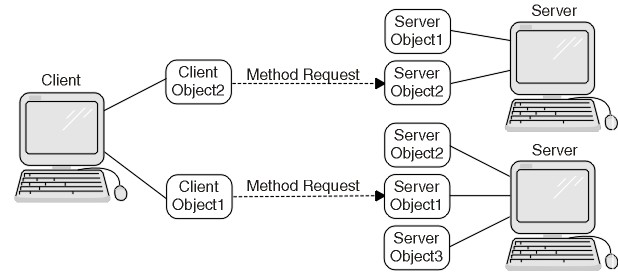 Server
Server
Object1
Client
Client
Object2
Method Request
Server
Object2
Server
Object2
Server
Client
Object1
Method Request
Server
Object1
Server
Object3